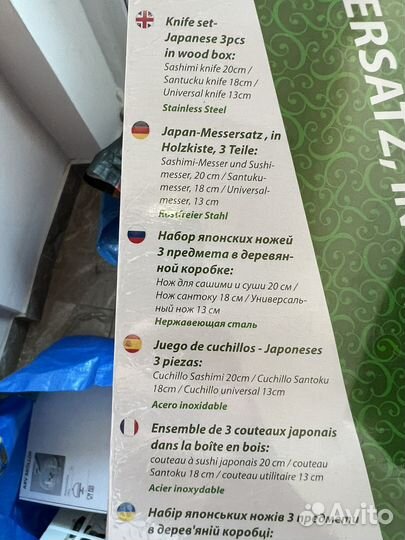 Knife set-
Japanese 3pcs
in wood box:
Sashimi knife 20cm /
Santucku knife 18cm /
Universal knife 13cm
Stainless Steel
Japan-Messersatz, in
Holzkiste, 3 Teile:
Sashimi-Messer und Sushi-
messer, 20 cm / Santuku-
messer, 18 cm / Universal-
messer, 13 cm
Rostfreier Stahl
Набор японских ножей
3 предмета в деревян-
ной коробке:
Нож для сашими и суши 20 см /
Нож сантоку 18 см / Универсаль-
ный нож 13 см
Нержавеющая сталь
Juego de cuchillos - Japoneses
3 piezas:
Cuchillo Sashimi 20cm / Cuchillo Santoku
18cm / Cuchillo universal 13cm
Acero inoxidable
Ensemble de 3 couteaux japonais
dans la boîte en bois:
couteau à sushi japonais 20 cm / couteau
Santoku 18 cm / couteau utilitaire 13 cm
Acier inoxydable
Набір японських ножів 3 предмети
в дерев'яній коробці:
ERSATZ, IN
Avito